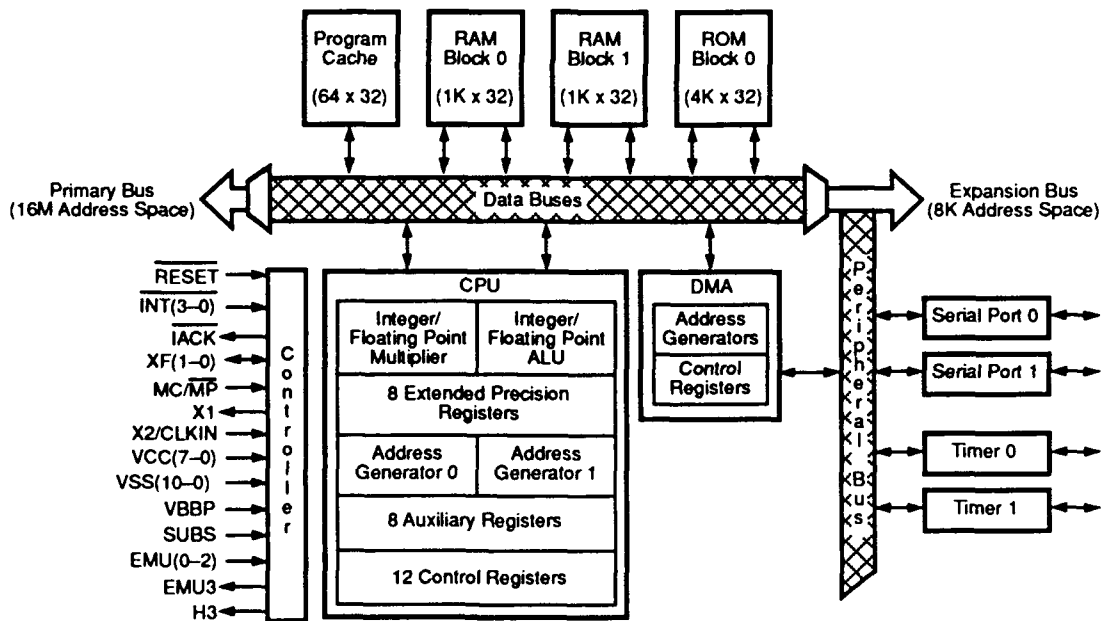 Program
Cache
(64 x 32)
RAM
Block 0
(1K x 32)
RAM
Block 1
(1K x 32)
ROM
Block 0
(4K x 32)
Primary Bus
(16M Address Space)
Data Buses
Expansion Bus
(8K Address Space)
RESET
INT(3–0)
IACK
XF(1–0)
MC/MP
X1
X2/CLKIN
VCC(7–0)
VSS(10–0)
VBBP
SUBS
EMU(0–2)
EMU3
H3
Controller
CPU
Integer/
Floating Point
Multiplier
Integer/
Floating Point
ALU
8 Extended Precision
Registers
Address
Generator 0
Address
Generator 1
8 Auxiliary Registers
12 Control Registers
DMA
Address
Generators
Control
Registers
Peripheral Bus
Serial Port 0
Serial Port 1
Timer 0
Timer 1